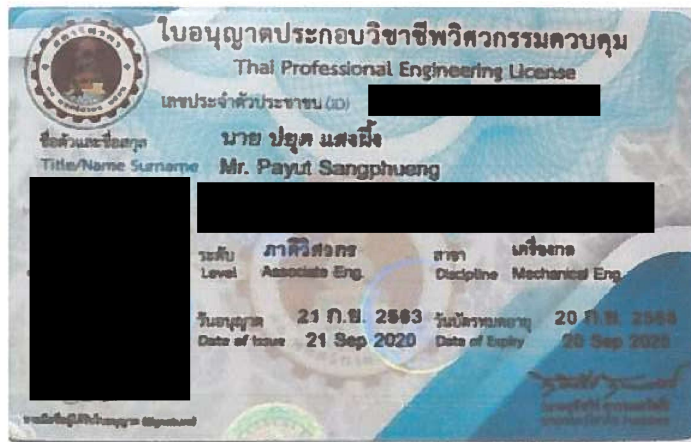 ใบอนุญาตประกอบวิชาชีพวิศวกรรมควบคุม
Thai Professional Engineering License
เลขประจำตัวประชาชน (ID)
ชื่อตัวและชื่อสกุล นาย ปยุต แสงผึ้ง
Title/Name Surname Mr. Payut Sangphueng
ระดับ ภาคีวิศวกร สาขา เครื่องกล
Level Associate Eng. Discipline Mechanical Eng.
วันอนุญาต 21 ก.ย. 2563 วันบัตรหมดอายุ 20 ก.ย. 2568
Date of Issue 21 Sep 2020 Date of Expiry 20 Sep 2025
(Signature)